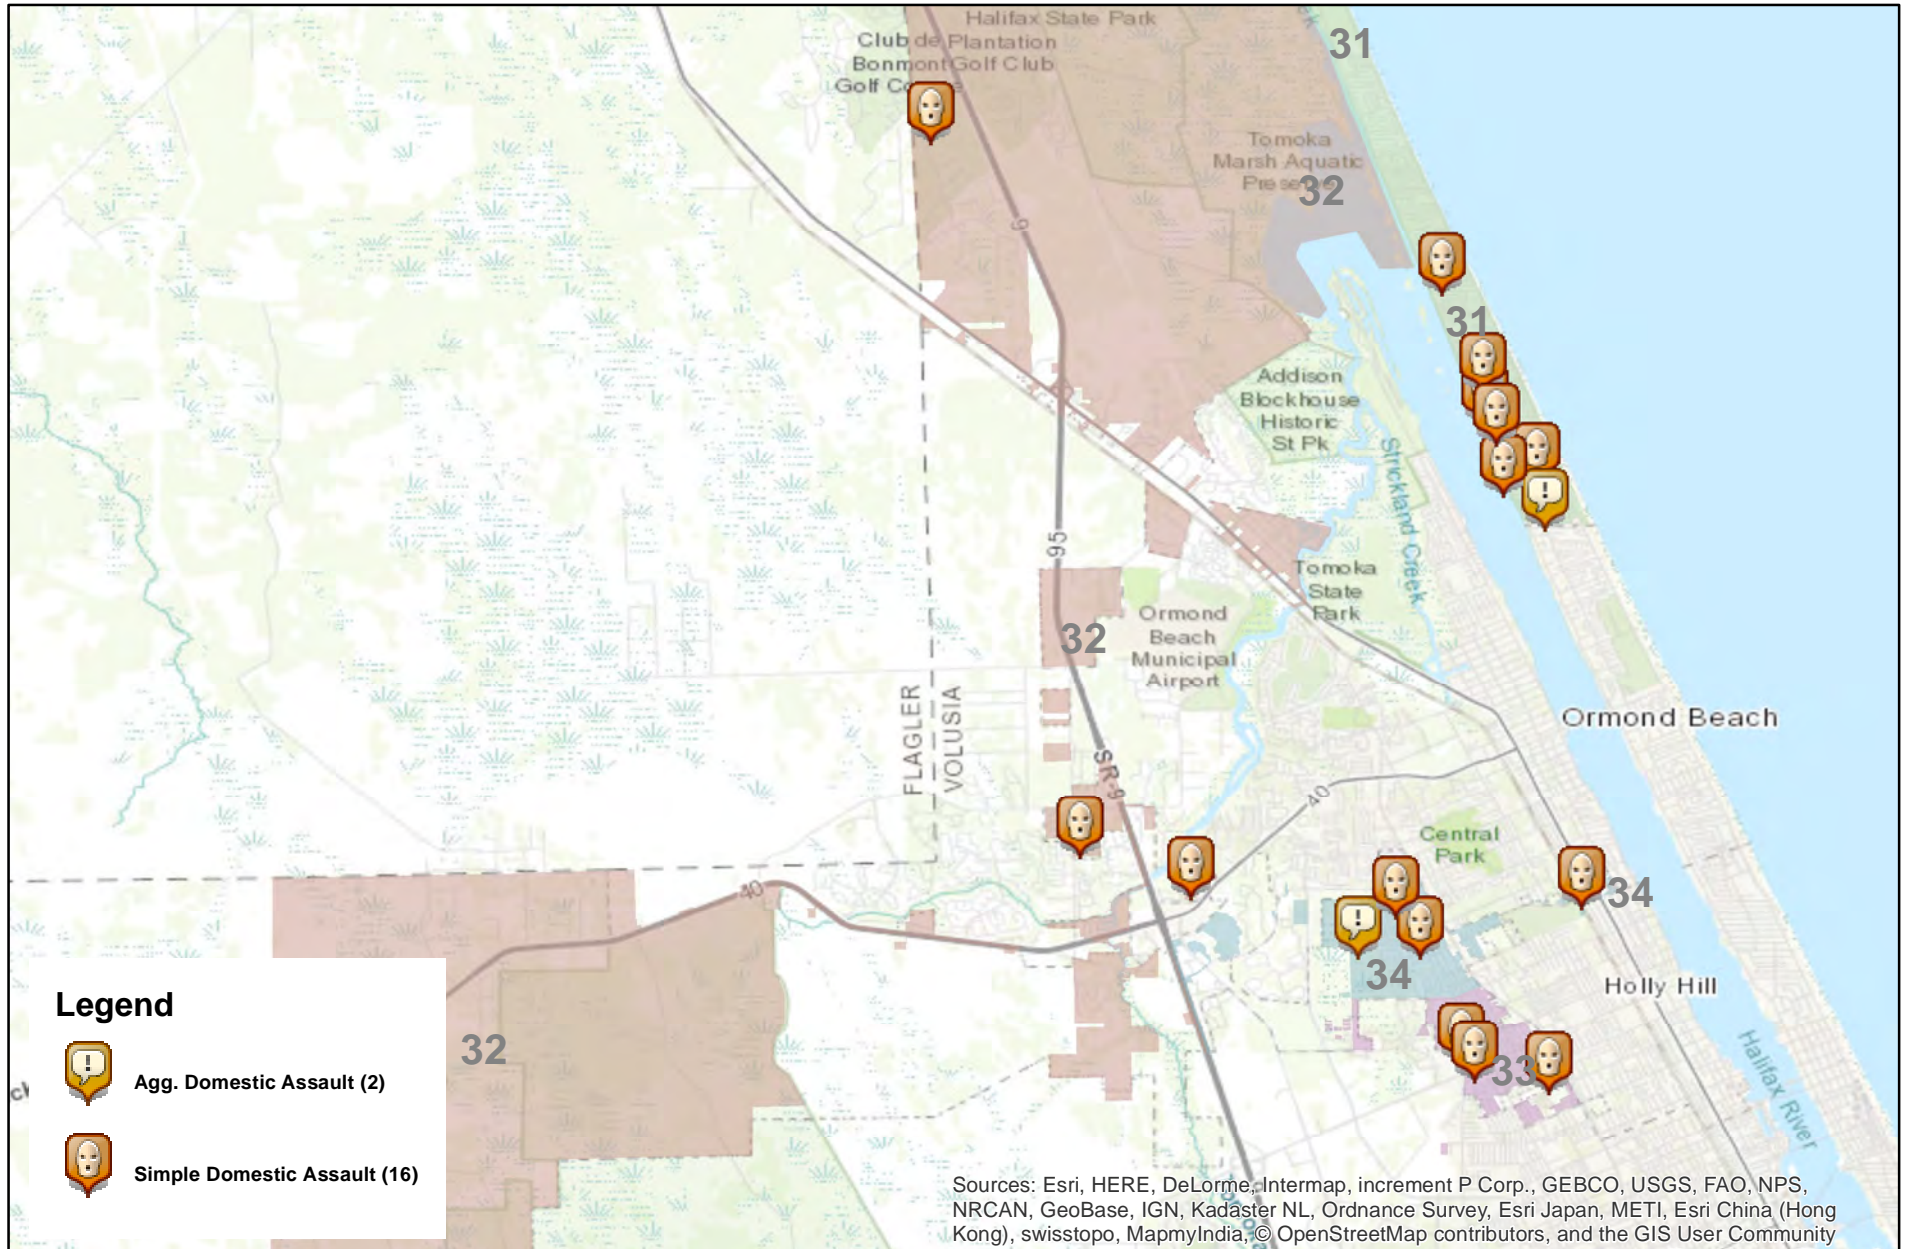 Halifax State Park
Club de Plantation
Bonmont Golf Club
Golf
31
Tomoka
Marsh Aquatic
32
9
31
Addison
Blockhouse
Historic
St Pk
Strickland Creek
95
Tomoka
State
Park
Ormond
Beach
Municipal
Airport
32
FLAGLER
VOLUSIA
SR-9
Ormond Beach
40
Central
Park
40
34
34
Holly Hill
33
Halifax River
32
Legend
Agg. Domestic Assault (2)
Simple Domestic Assault (16)
Sources: Esri, HERE, DeLorme, Intermap, increment P Corp., GEBCO, USGS, FAO, NPS,
NRCAN, GeoBase, IGN, Kadaster NL, Ordnance Survey, Esri Japan, METI, Esri China (Hong
Kong), swisstopo, MapmyIndia, © OpenStreetMap contributors, and the GIS User Community